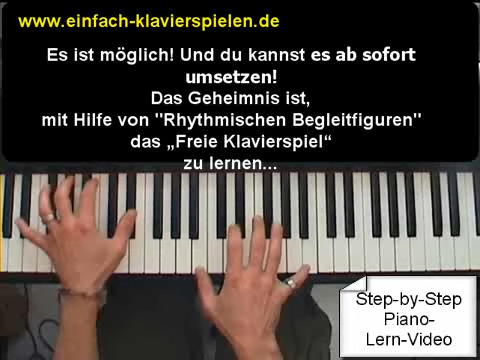 www.einfach-klavierspielen.de
Es ist möglich! Und du kannst es ab sofort
umsetzen!
Das Geheimnis ist,
mit Hilfe von "Rhythmischen Begleitfiguren"
das „Freie Klavierspiel“
zu lernen...
Step-by-Step
Piano-
Lern-Video